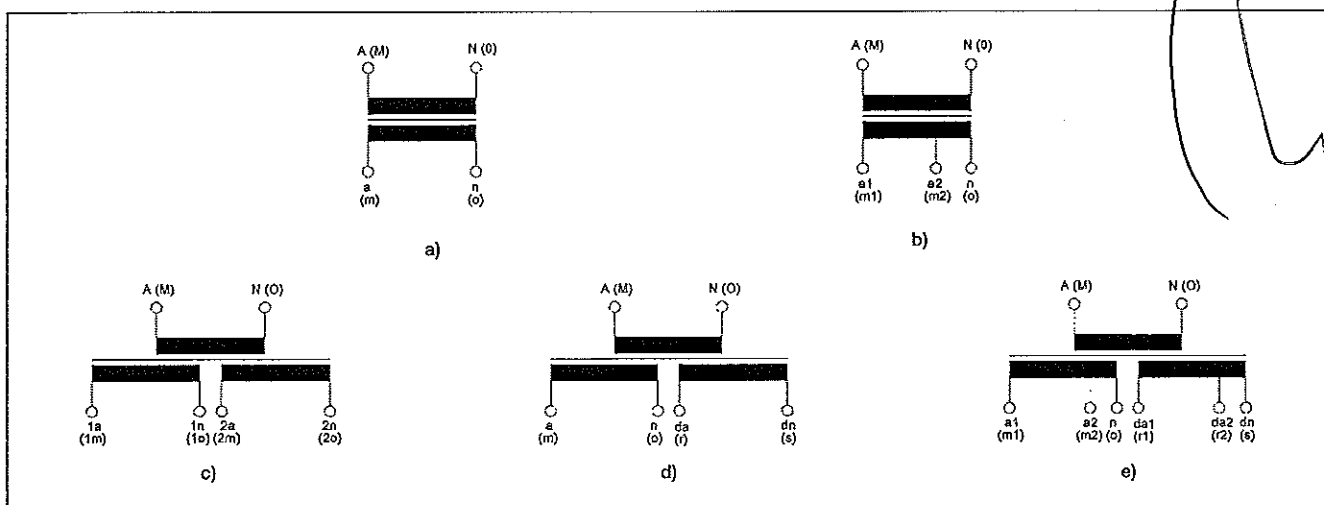 A (M) N (0)
A (M) N (0)
a n
(m) (o)
a1 a2 n
(m1) (m2) (o)
a)
b)
A (M) N (O)
A (M) N (O)
A (M) N (O)
1a 1n 2a 2n
(1m) (1o) (2m) (2o)
a n da dn
(m) (o) (r) (s)
a1 a2 n da1 da2 dn
(m1) (m2) (o) (r1) (r2) (s)
c)
d)
e)